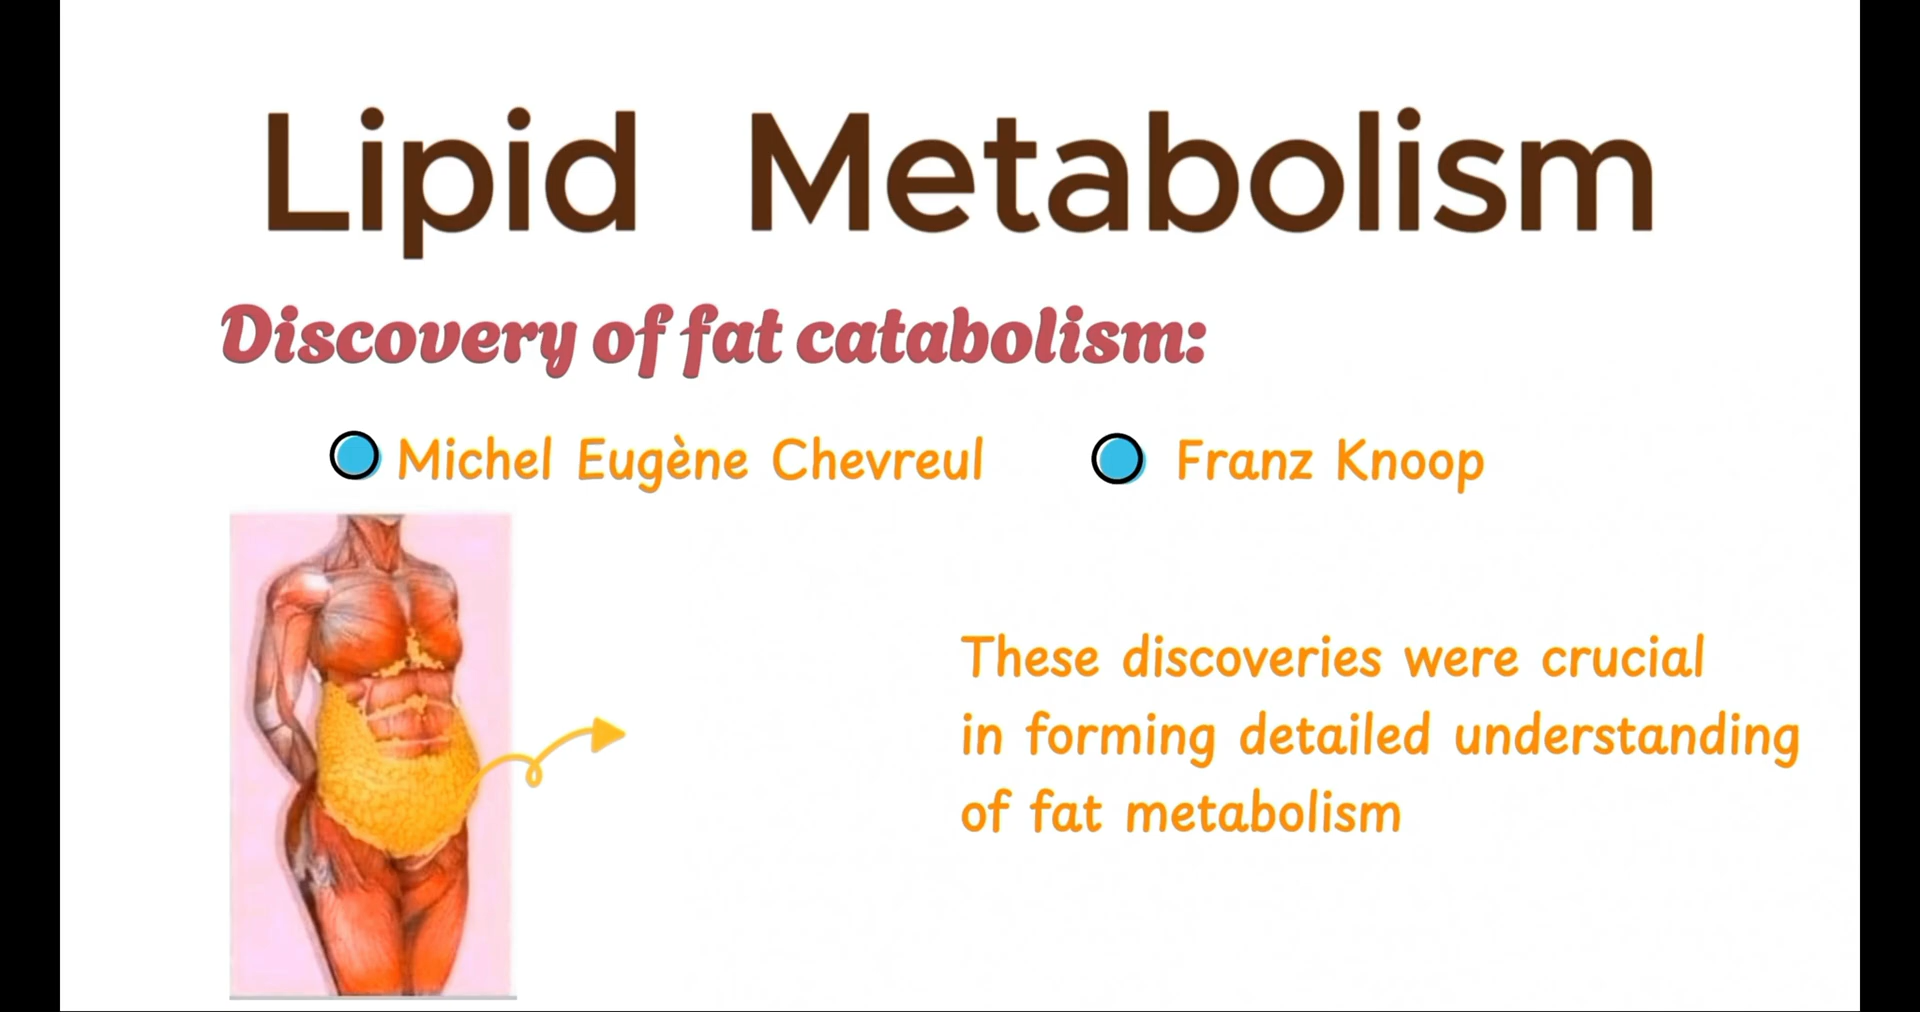 Lipid Metabolism
Discovery of fat catabolism:
Michel Eugène Chevreul
Franz Knoop
These discoveries were crucial
in forming detailed understanding
of fat metabolism